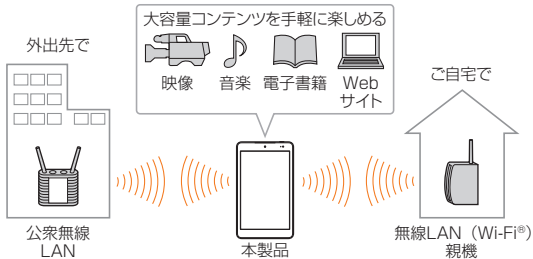 大容量コンテンツを手軽に楽しめる
映像
音楽
電子書籍
Web
サイト
外出先で
ご自宅で
公衆無線
LAN
本製品
無線LAN（Wi-Fi®）
親機